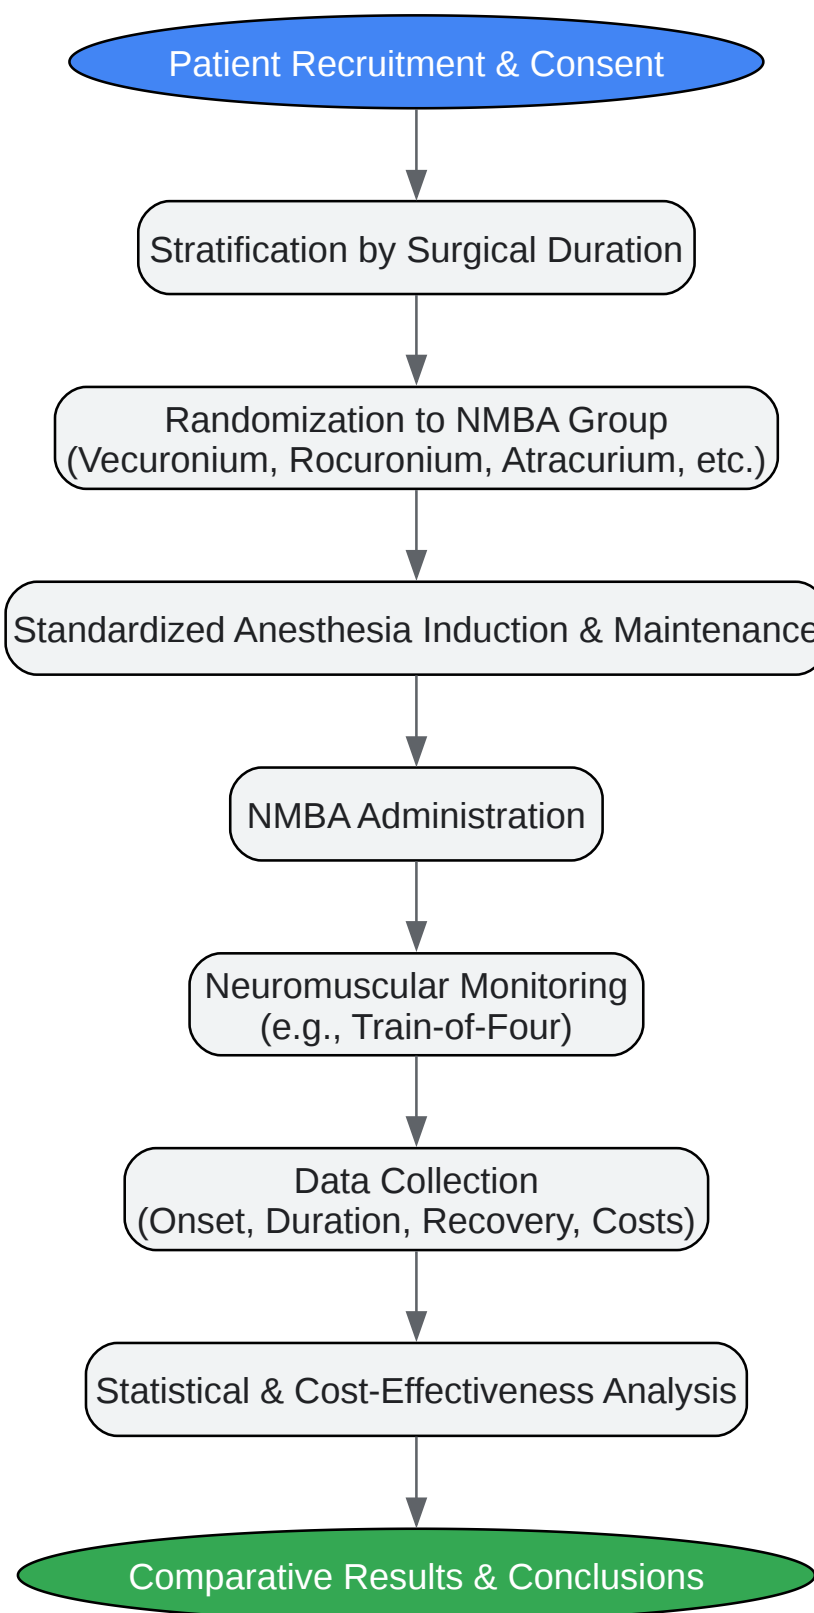 Patient Recruitment & Consent
Stratification by Surgical Duration
Randomization to NMBA Group
(Vecuronium, Rocuronium, Atracurium, etc.)
Standardized Anesthesia Induction & Maintenance
NMBA Administration
Neuromuscular Monitoring
(e.g., Train-of-Four)
Data Collection
(Onset, Duration, Recovery, Costs)
Statistical & Cost-Effectiveness Analysis
Comparative Results & Conclusions